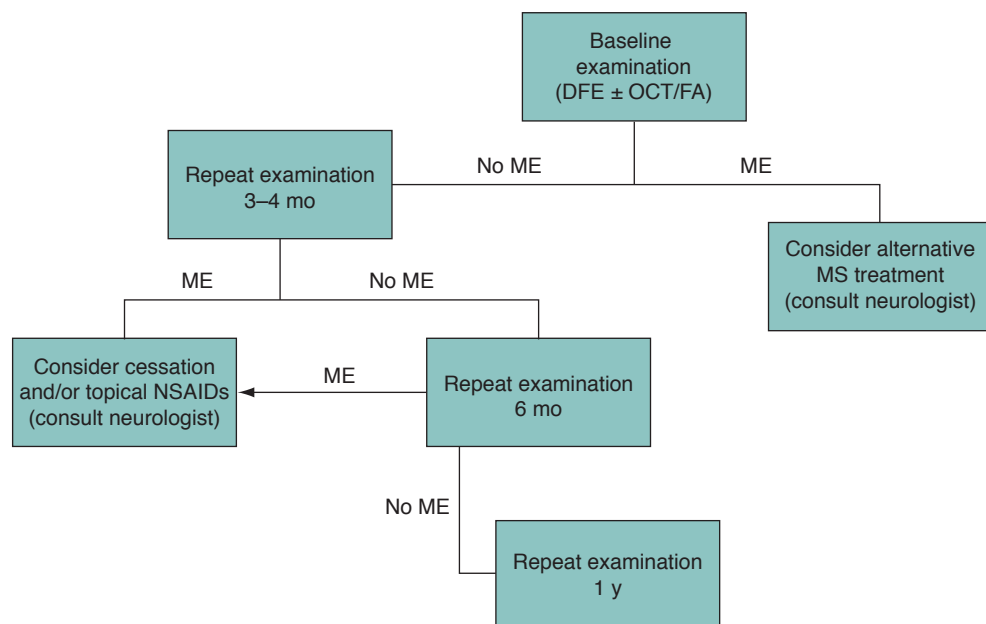 Baseline
examination
(DFE ± OCT/FA)
No ME
ME
Repeat examination
3–4 mo
Consider alternative
MS treatment
(consult neurologist)
ME
No ME
Consider cessation
and/or topical NSAIDs
(consult neurologist)
ME
Repeat examination
6 mo
No ME
Repeat examination
1 y